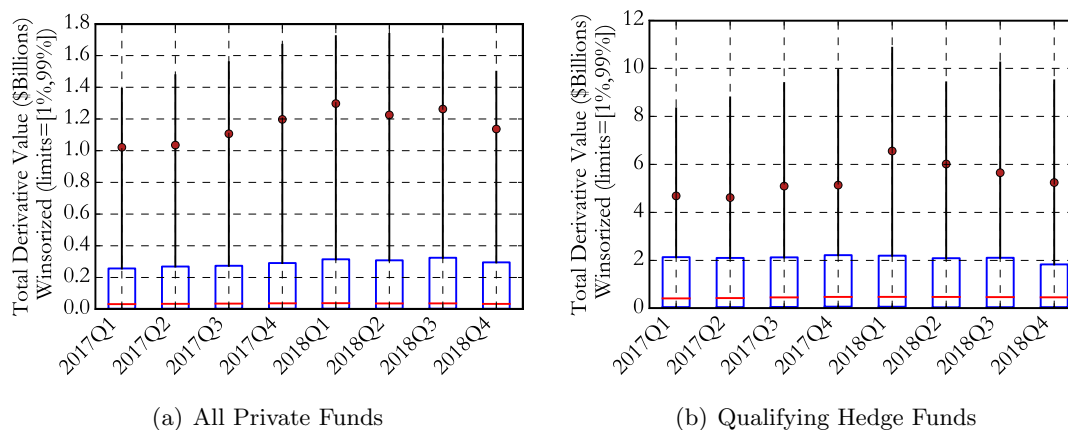 Total Derivative Value ($Billions)
Winsorized (limits=[1%,99%])
1.8
1.6
1.4
1.2
1.0
0.8
0.6
0.4
0.2
0.0
2017Q1
2017Q2
2017Q3
2017Q4
2018Q1
2018Q2
2018Q3
2018Q4
(a) All Private Funds
Total Derivative Value ($Billions)
Winsorized (limits=[1%,99%])
12
10
8
6
4
2
0
2017Q1
2017Q2
2017Q3
2017Q4
2018Q1
2018Q2
2018Q3
2018Q4
(b) Qualifying Hedge Funds